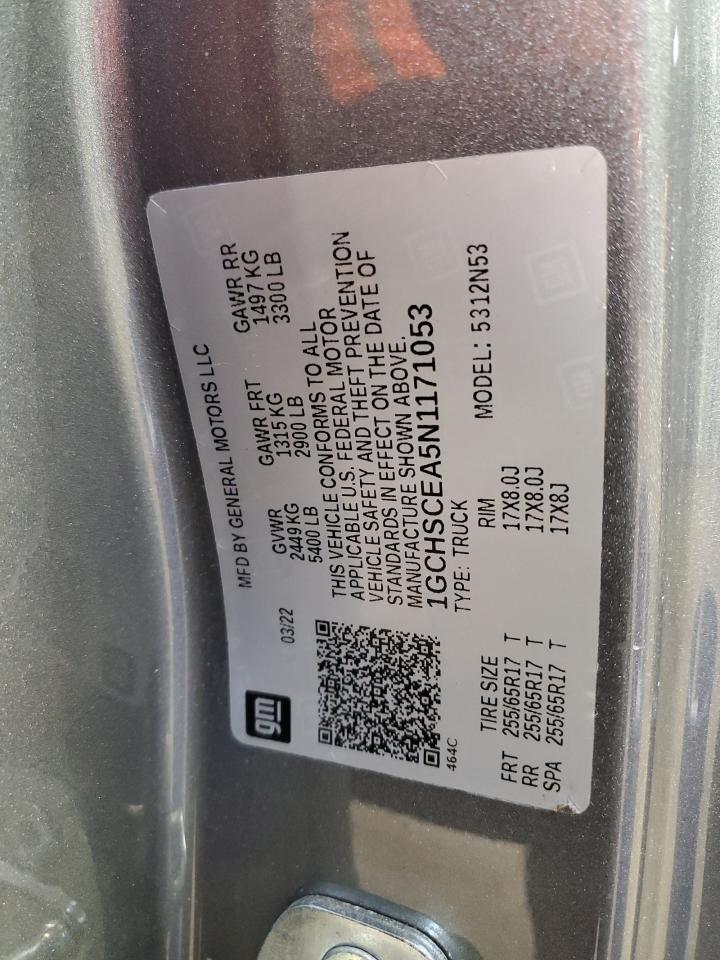 gm
MFD BY GENERAL MOTORS LLC
03/22
GVWR GAWR FRT GAWR RR
2449 KG 1315 KG 1497 KG
5400 LB 2900 LB 3300 LB
THIS VEHICLE CONFORMS TO ALL
APPLICABLE U.S. FEDERAL MOTOR
VEHICLE SAFETY AND THEFT PREVENTION
STANDARDS IN EFFECT ON THE DATE OF
MANUFACTURE SHOWN ABOVE.
1GCHSCEA5N1171053
464C
TYPE: TRUCK
MODEL: 5312N53
TIRE SIZE RIM
FRT 255/65R17 T 17X8.0J
RR 255/65R17 T 17X8.0J
SPA 255/65R17 T 17X8J